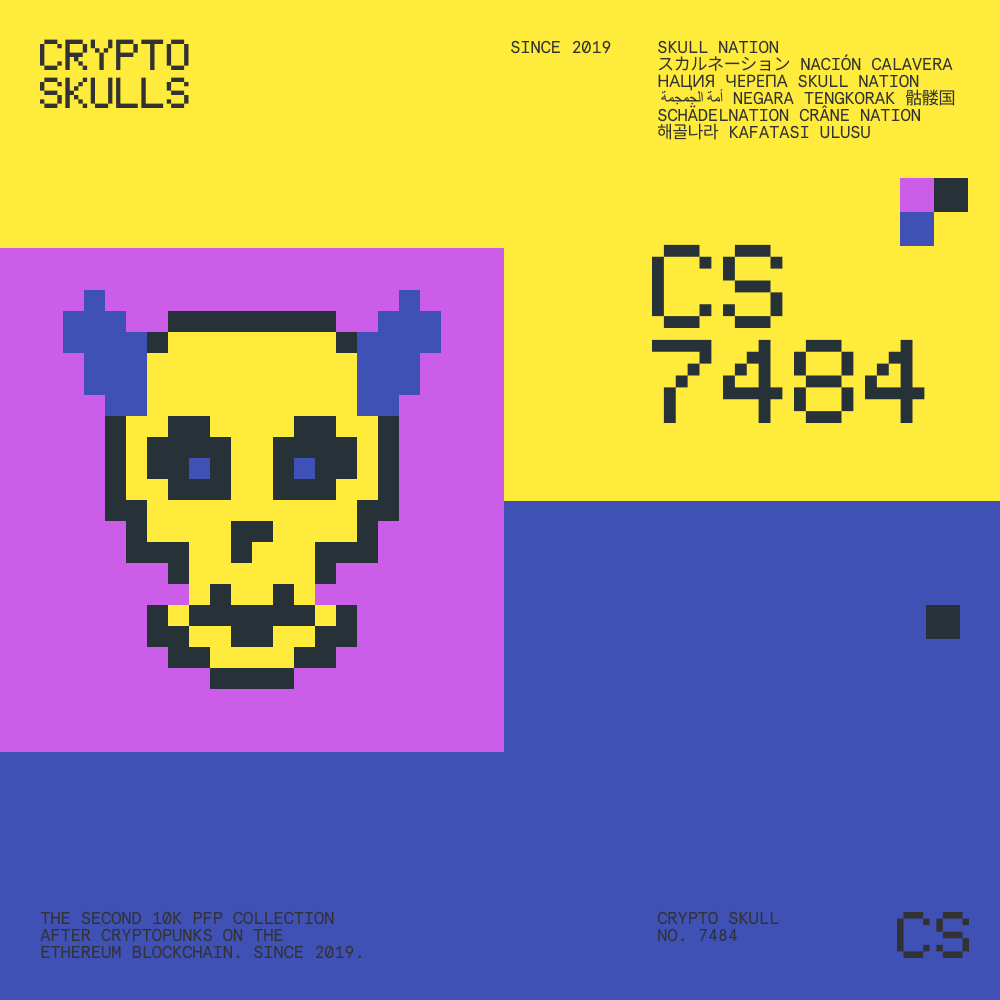 CRYPTO
SKULLS
SINCE 2019
SKULL NATION
スカルネーション NACIÓN CALAVERA
НАЦИЯ ЧЕРЕПА SKULL NATION
أمة الجمجمة NEGARA TENGKORAK 骷髅国
SCHÄDELNATION CRÂNE NATION
해골나라 KAFATASI ULUSU
CS
7484
THE SECOND 10K PFP COLLECTION
AFTER CRYPTOPUNKS ON THE
ETHEREUM BLOCKCHAIN. SINCE 2019.
CRYPTO SKULL
NO. 7484
CS